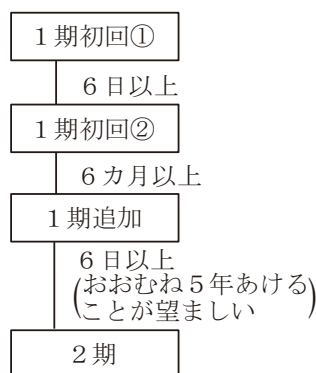 １期初回①
６日以上
１期初回②
６カ月以上
１期追加
６日以上
(おおむね５年あける
ことが望ましい)
２期